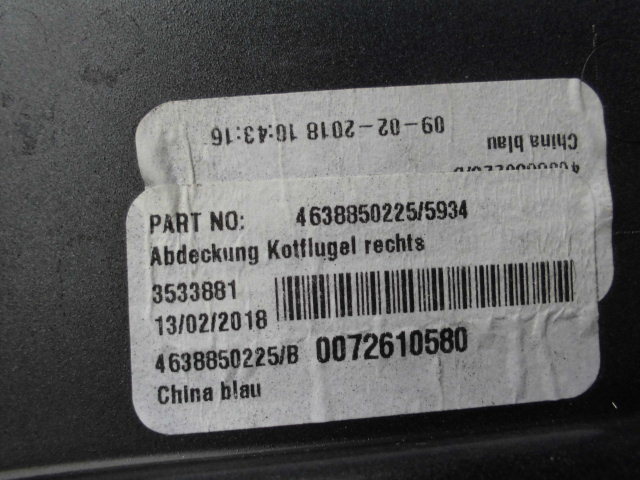 09-02-2018 10:43:16
China blau
PART NO: 4638850225/5934
Abdeckung Kotflugel rechts
3533881
13/02/2018
4638850225/B 0072610580
China blau